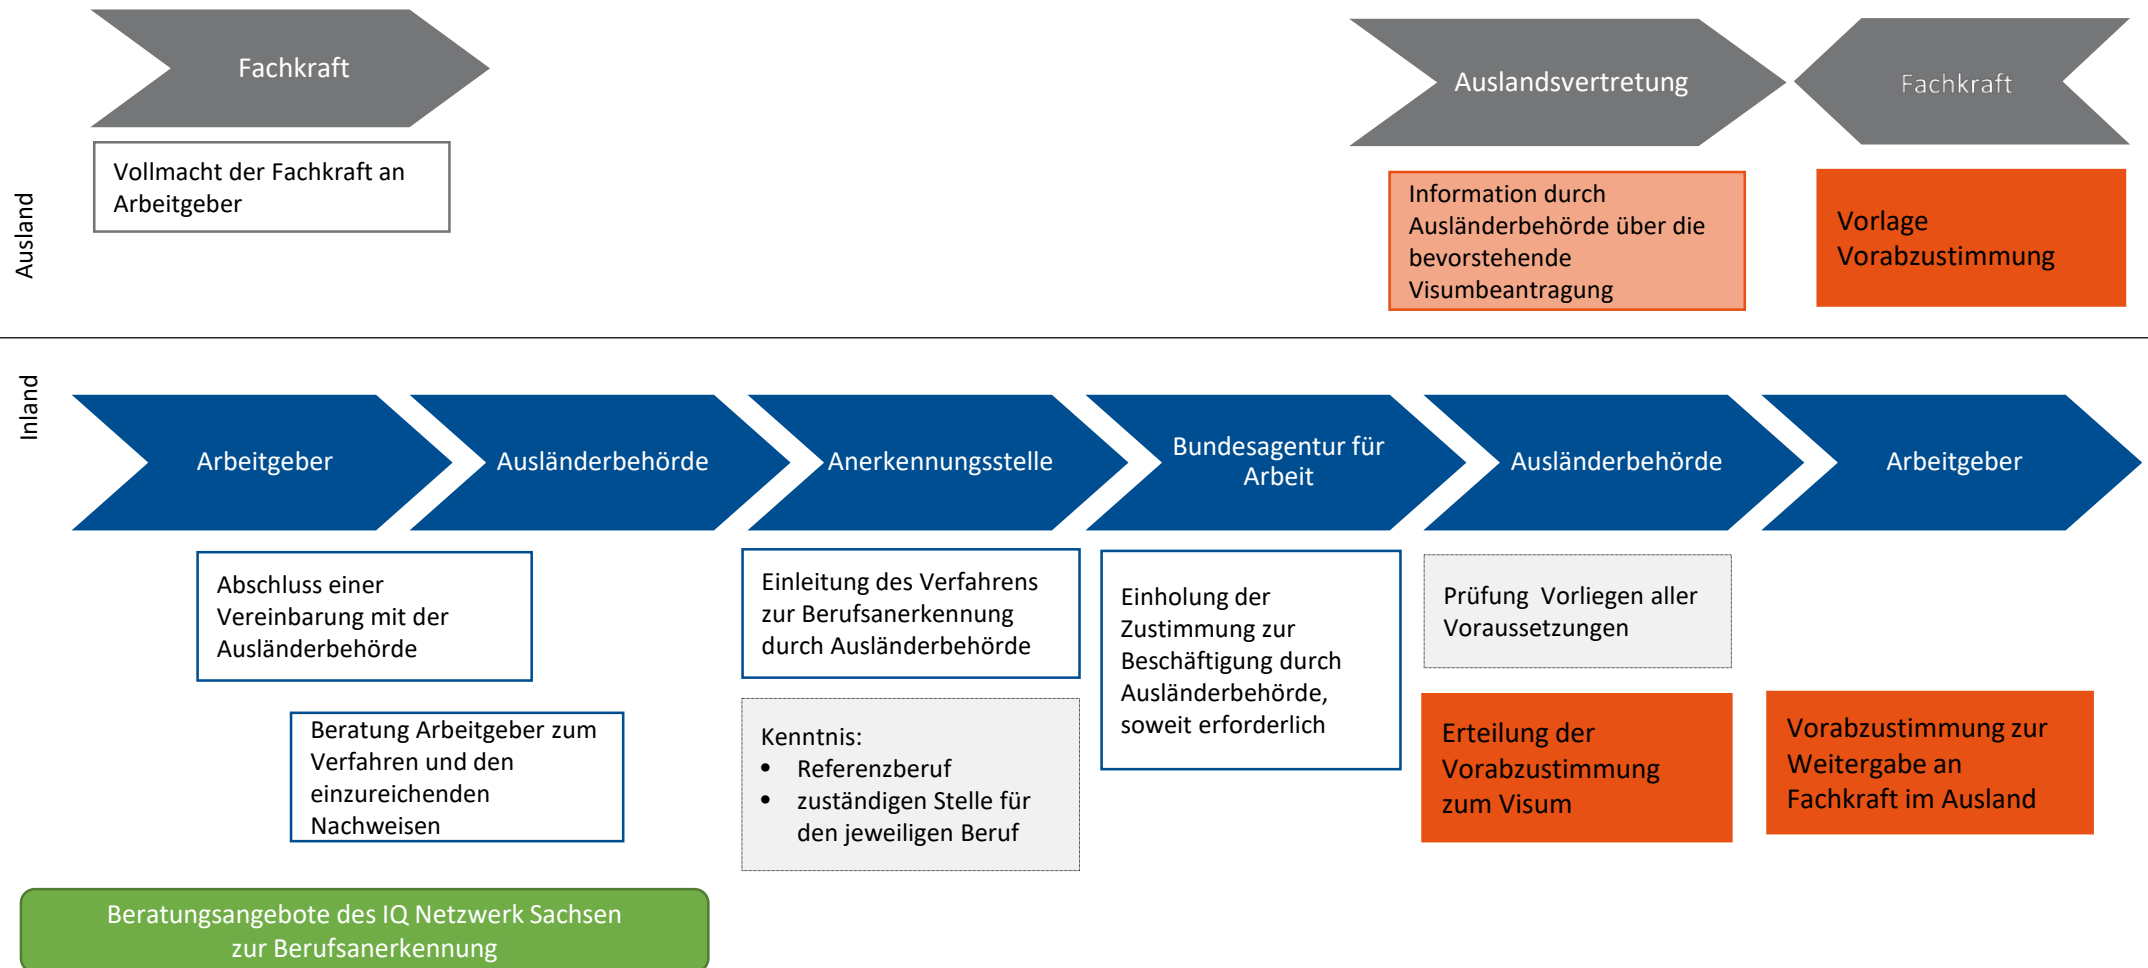 Ausland
Fachkraft
Vollmacht der Fachkraft an
Arbeitgeber
Auslandsvertretung
Information durch
Ausländerbehörde über die
bevorstehende
Visumbeantragung
Fachkraft
Vorlage
Vorabzustimmung
Inland
Arbeitgeber
Ausländerbehörde
Anerkennungsstelle
Bundesagentur für
Arbeit
Ausländerbehörde
Arbeitgeber
Abschluss einer
Vereinbarung mit der
Ausländerbehörde
Beratung Arbeitgeber zum
Verfahren und den
einzureichenden
Nachweisen
Einleitung des Verfahrens
zur Berufsanerkennung
durch Ausländerbehörde
Kenntnis:
• Referenzberuf
• zuständigen Stelle für
den jeweiligen Beruf
Einholung der
Zustimmung zur
Beschäftigung durch
Ausländerbehörde,
soweit erforderlich
Prüfung Vorliegen aller
Voraussetzungen
Erteilung der
Vorabzustimmung
zum Visum
Vorabzustimmung zur
Weitergabe an
Fachkraft im Ausland
Beratungsangebote des IQ Netzwerk Sachsen
zur Berufsanerkennung